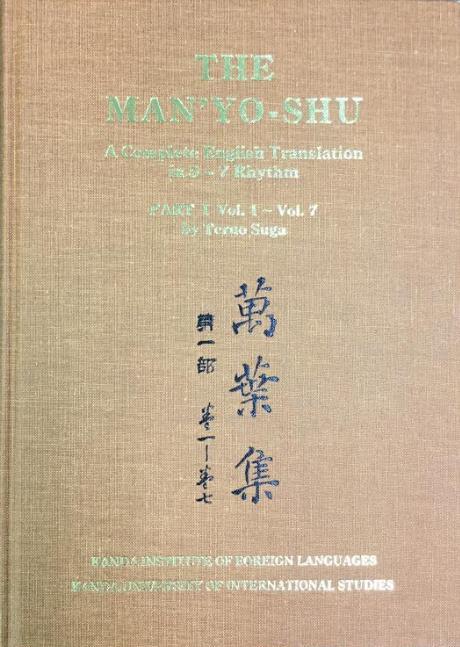 THE
MAN'YO-SHU
A Complete English Translation
in 5 - 7 Rhythm
PART I Vol. 1 ~ Vol. 7
by Teruo Suga
萬葉集
第一部 巻一ー巻七
KANDA INSTITUTE OF FOREIGN LANGUAGES
KANDA UNIVERSITY OF INTERNATIONAL STUDIES